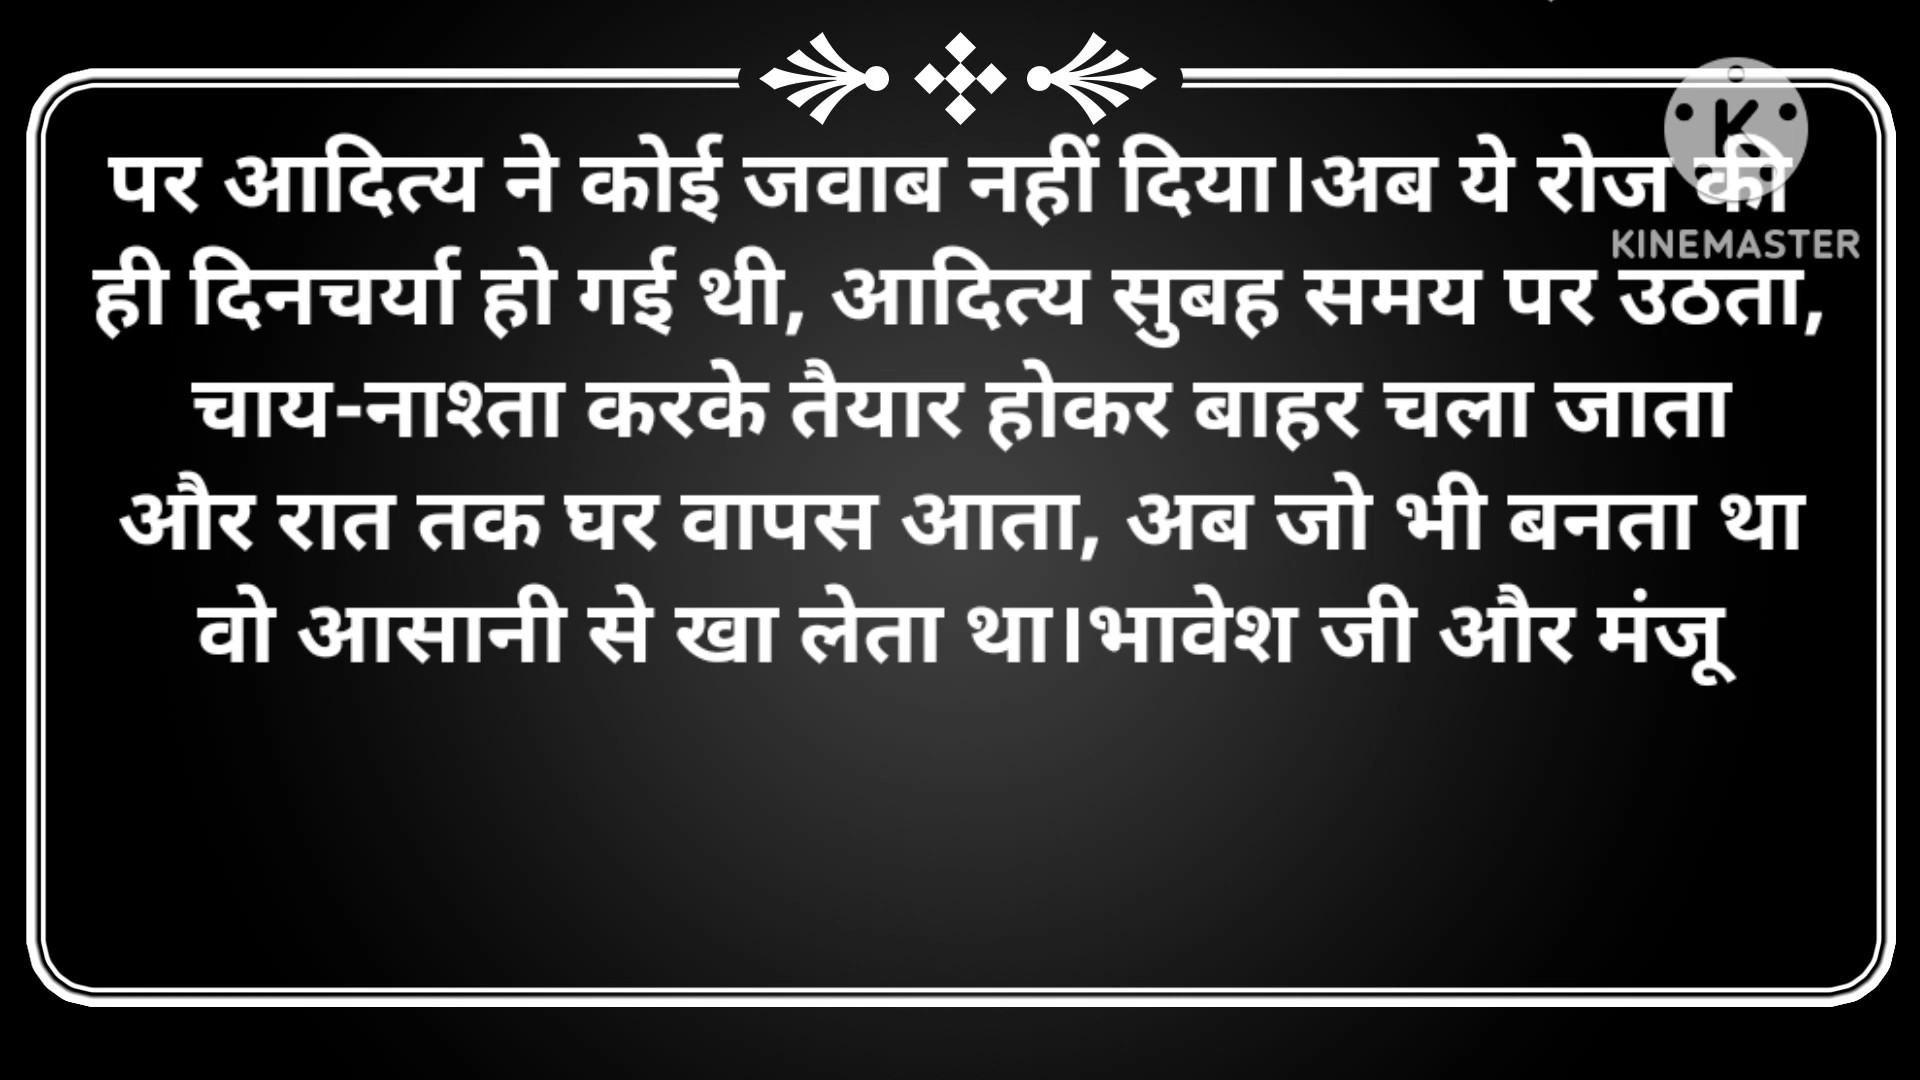 पर आदित्य ने कोई जवाब नहीं दिया।अब ये रोज की
ही दिनचर्या हो गई थी, आदित्य सुबह समय पर उठता,
चाय-नाश्ता करके तैयार होकर बाहर चला जाता
और रात तक घर वापस आता, अब जो भी बनता था
वो आसानी से खा लेता था।भावेश जी और मंजू
K
KINEMASTER